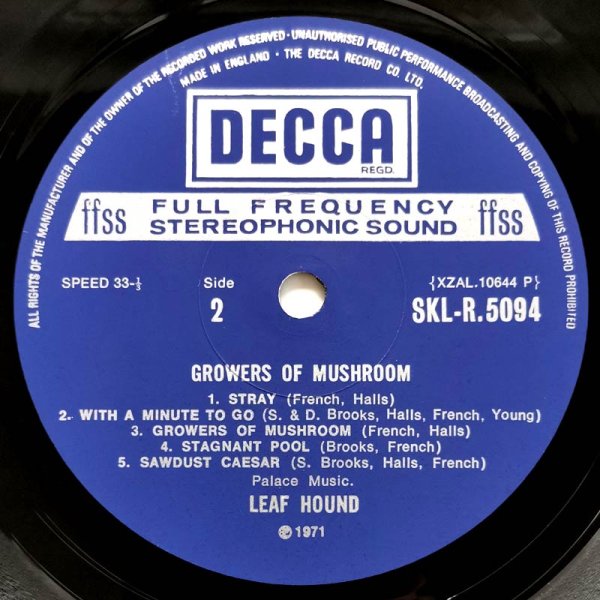 ALL RIGHTS OF THE MANUFACTURER AND OF THE OWNER OF THE RECORDED WORK RESERVED · UNAUTHORISED PUBLIC PERFORMANCE BROADCASTING AND COPYING OF THIS RECORD PROHIBITED
MADE IN ENGLAND · THE DECCA RECORD CO. LTD.
DECCA
REGD.
ffss FULL FREQUENCY STEREOPHONIC SOUND ffss
SPEED 33-⅓ Side {XZAL.10644 P}
2 SKL-R.5094
GROWERS OF MUSHROOM
1. STRAY (French, Halls)
2. WITH A MINUTE TO GO (S. & D. Brooks, Halls, French, Young)
3. GROWERS OF MUSHROOM (French, Halls)
4. STAGNANT POOL (Brooks, French)
5. SAWDUST CAESAR (S. Brooks, Halls, French)
Palace Music.
LEAF HOUND
℗ 1971